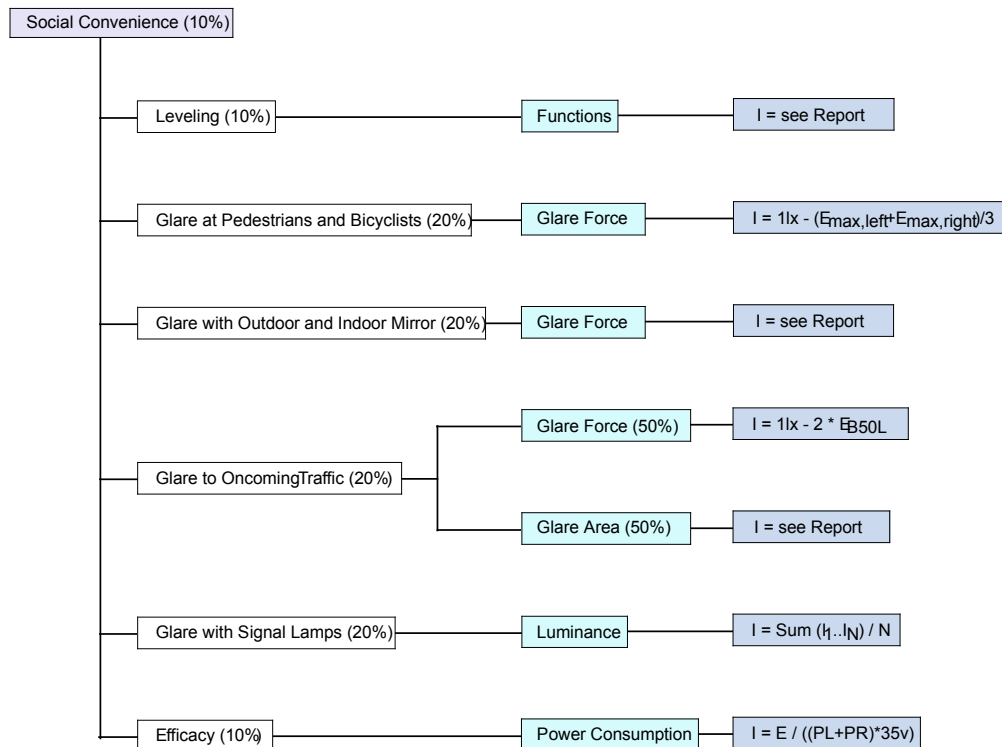 Social Convenience (10%)
Leveling (10%)
Functions
I = see Report
Glare at Pedestrians and Bicyclists (20%)
Glare Force
I = 1lx - (Emax,left+Emax,right)/3
Glare with Outdoor and Indoor Mirror (20%)
Glare Force
I = see Report
Glare to OncomingTraffic (20%)
Glare Force (50%)
I = 1lx - 2 * EB50L
Glare Area (50%)
I = see Report
Glare with Signal Lamps (20%)
Luminance
I = Sum (I1..IN) / N
Efficacy (10%)
Power Consumption
I = E / ((PL+PR)*35v)